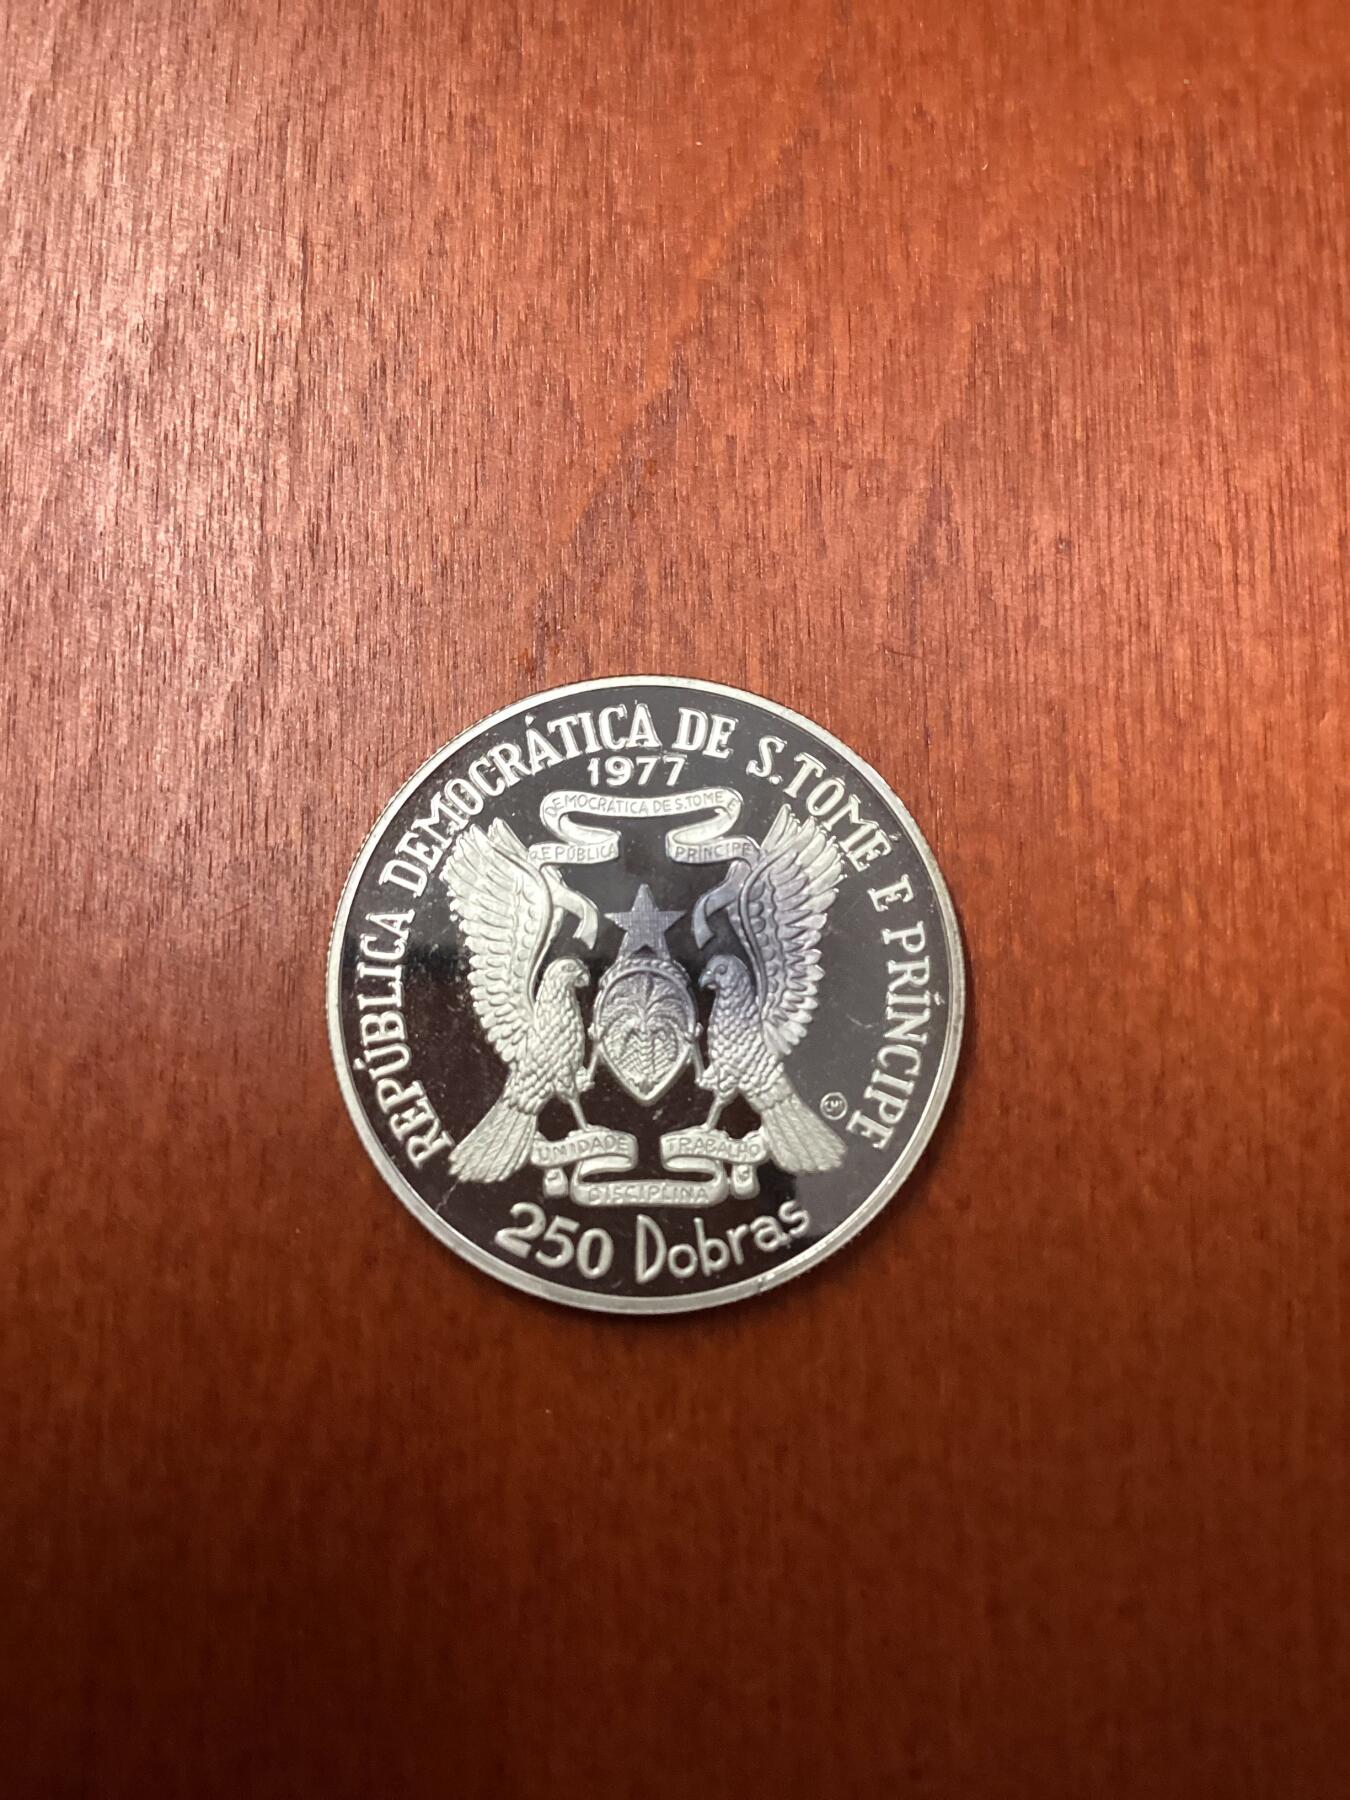 REPÚBLICA DEMOCRÁTICA DE S.TOMÉ E PRÍNCIPE
1977
DEMOCRÁTICA DE S.TOMÉ E
REPÚBLICA PRÍNCIPE
UNIDADE TRABALHO
DISCIPLINA
250 Dobras